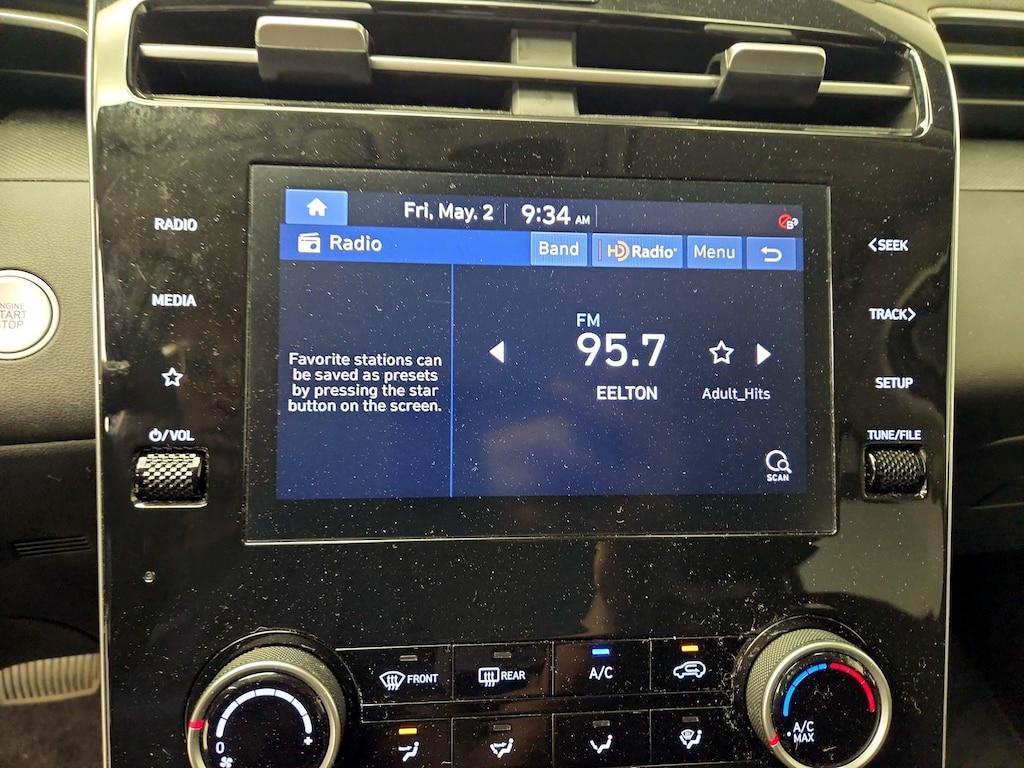 Fri, May. 2 9:34 AM
Radio Band HD Radio Menu
RADIO
MEDIA
ENGINE
START
STOP
Favorite stations can
be saved as presets
by pressing the star
button on the screen.
FM
95.7
EELTON
Adult_Hits
SCAN
<SEEK
TRACK>
SETUP
⏻/VOL
TUNE/FILE
FRONT
REAR
A/C
0
+
A/C
MAX